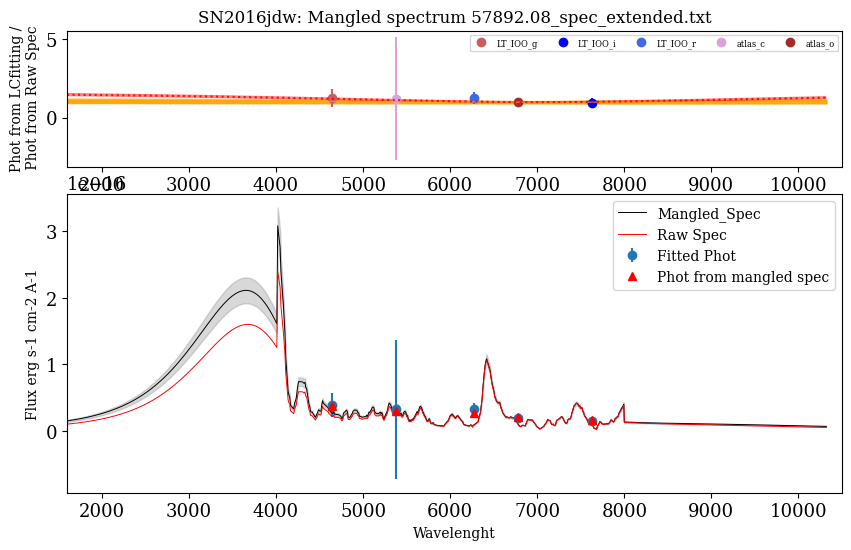 SN2016jdw: Mangled spectrum 57892.08_spec_extended.txt
Phot from LCfitting /
Phot from Raw Spec
5
0
LT_IOO_g LT_IOO_i LT_IOO_r atlas_c atlas_o
2000 3000 4000 5000 6000 7000 8000 9000 10000
1e−16
Flux erg s-1 cm-2 A-1
3
2
1
0
Mangled_Spec
Raw Spec
Fitted Phot
Phot from mangled spec
2000 3000 4000 5000 6000 7000 8000 9000 10000
Wavelenght